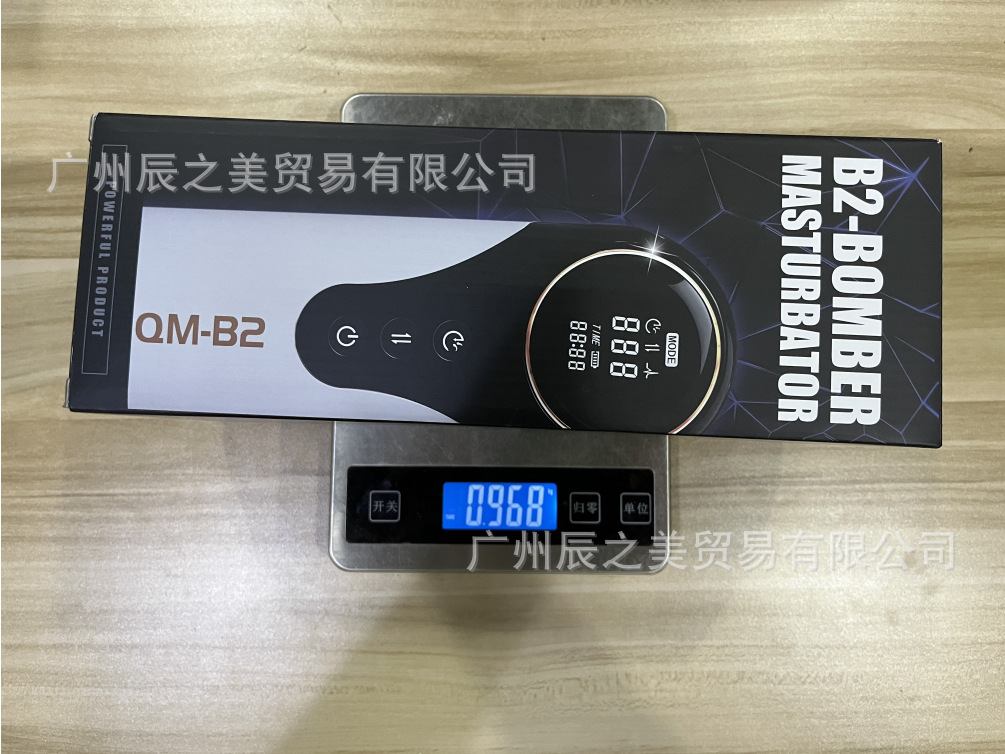 广州辰之美贸易有限公司
POWERFUL PRODUCT
B2-BOMBER
MASTURBATOR
QM-B2
MODE
888
TIME
88:88
开关
0.968
kg
归零
单位
广州辰之美贸易有限公司